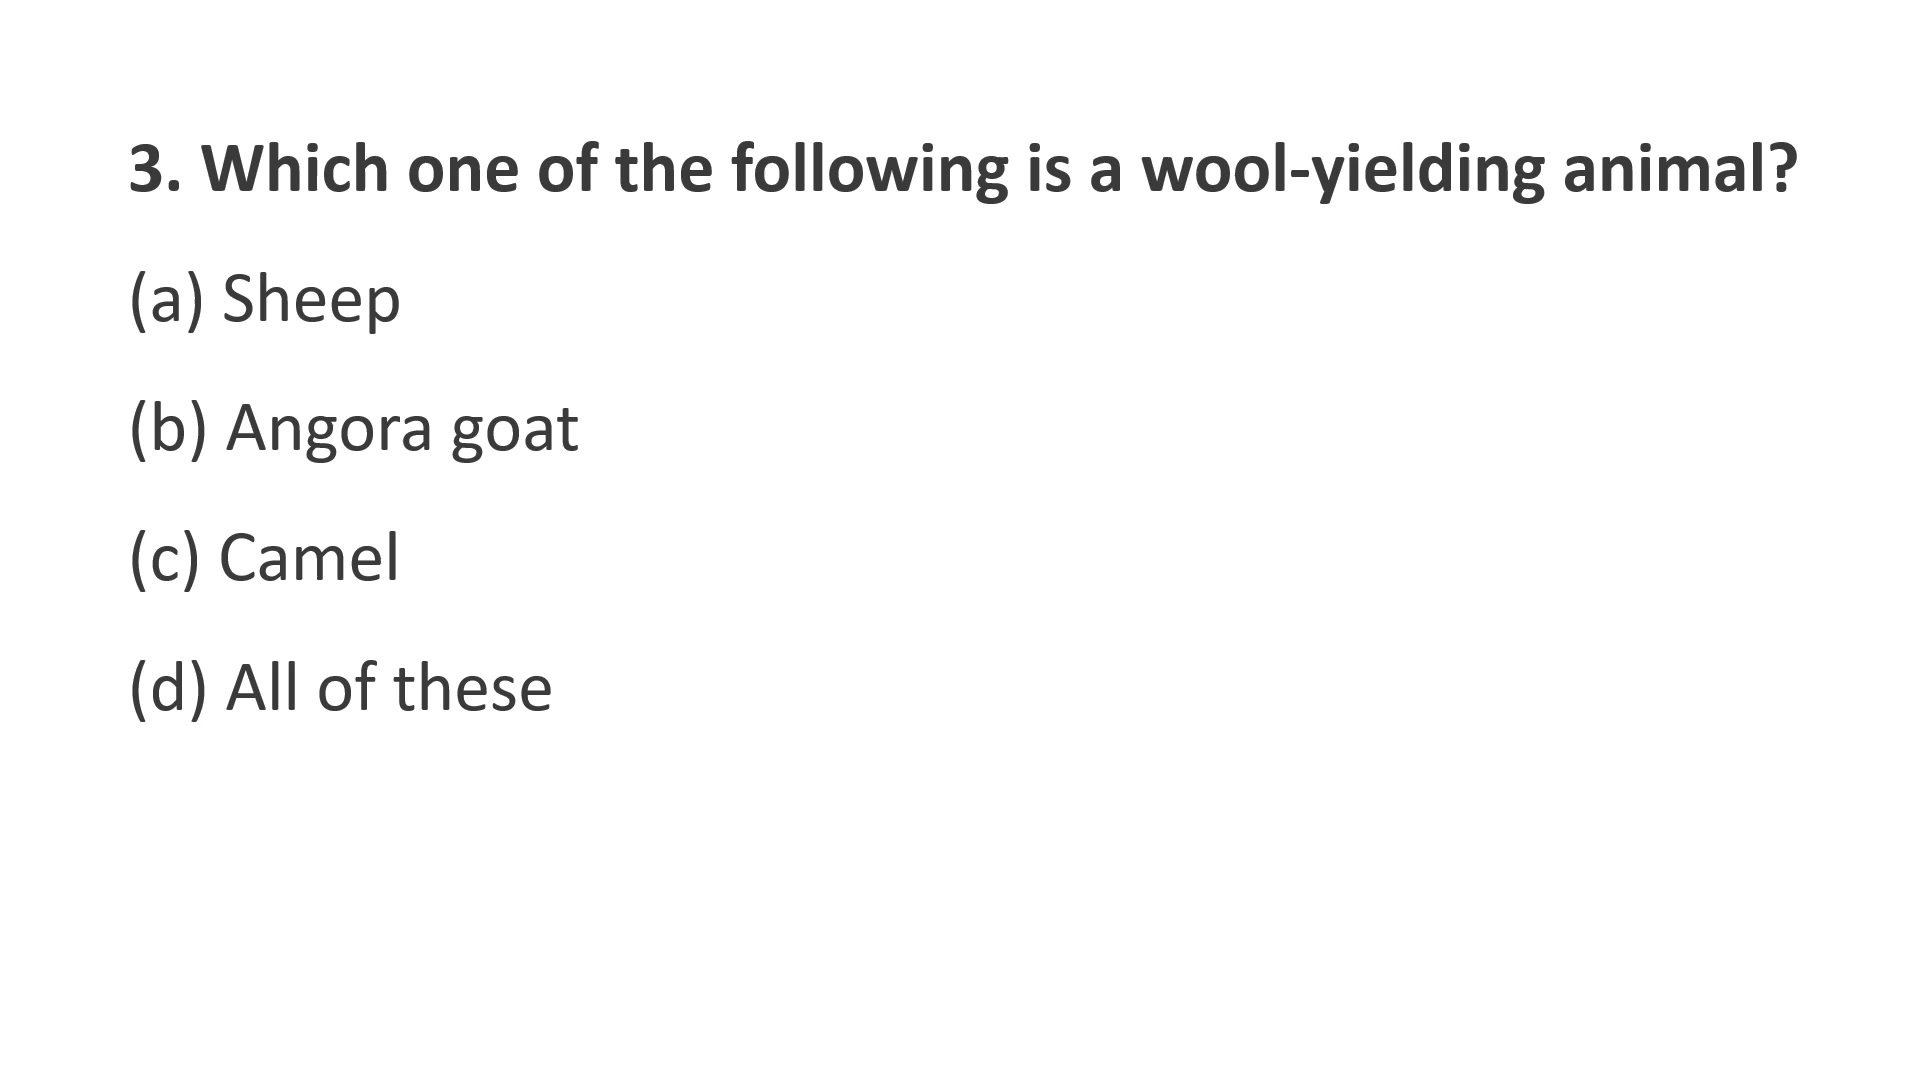 3. Which one of the following is a wool-yielding animal?
(a) Sheep
(b) Angora goat
(c) Camel
(d) All of these